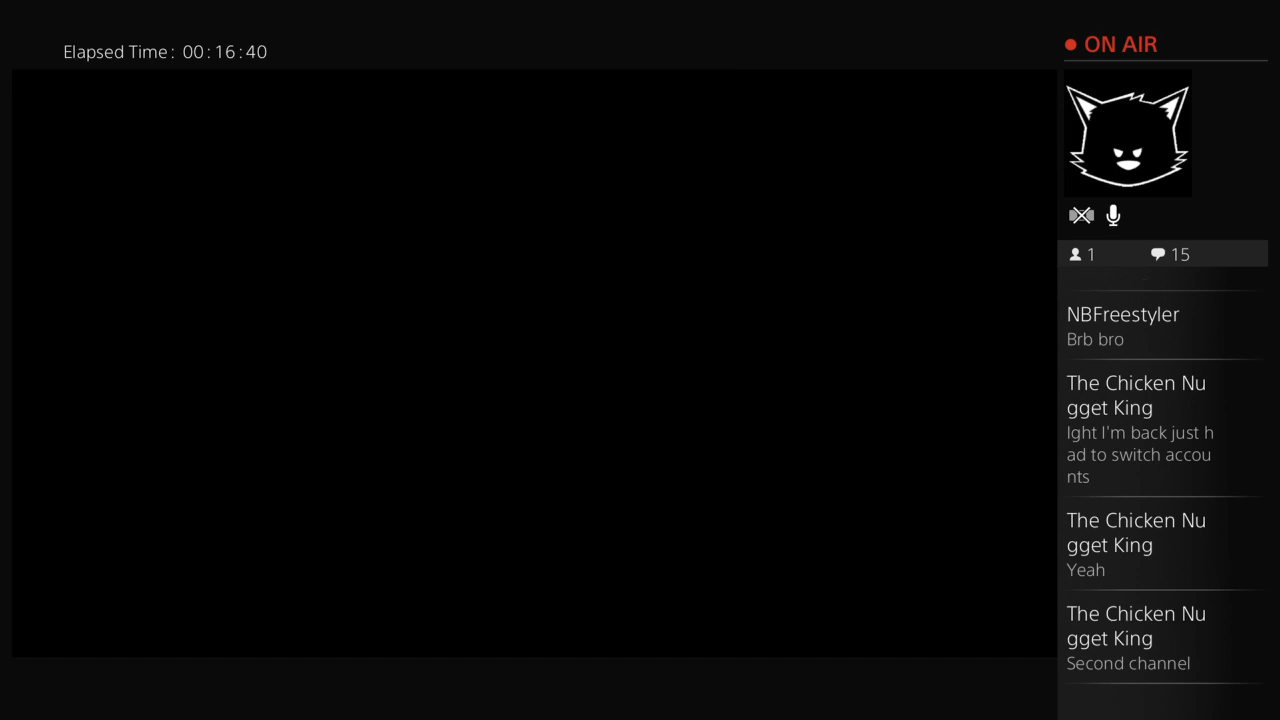 Elapsed Time: 00:16:40
ON AIR
1 15
NBFreestyler
Brb bro
The Chicken Nu
gget King
Ight I'm back just h
ad to switch accou
nts
The Chicken Nu
gget King
Yeah
The Chicken Nu
gget King
Second channel